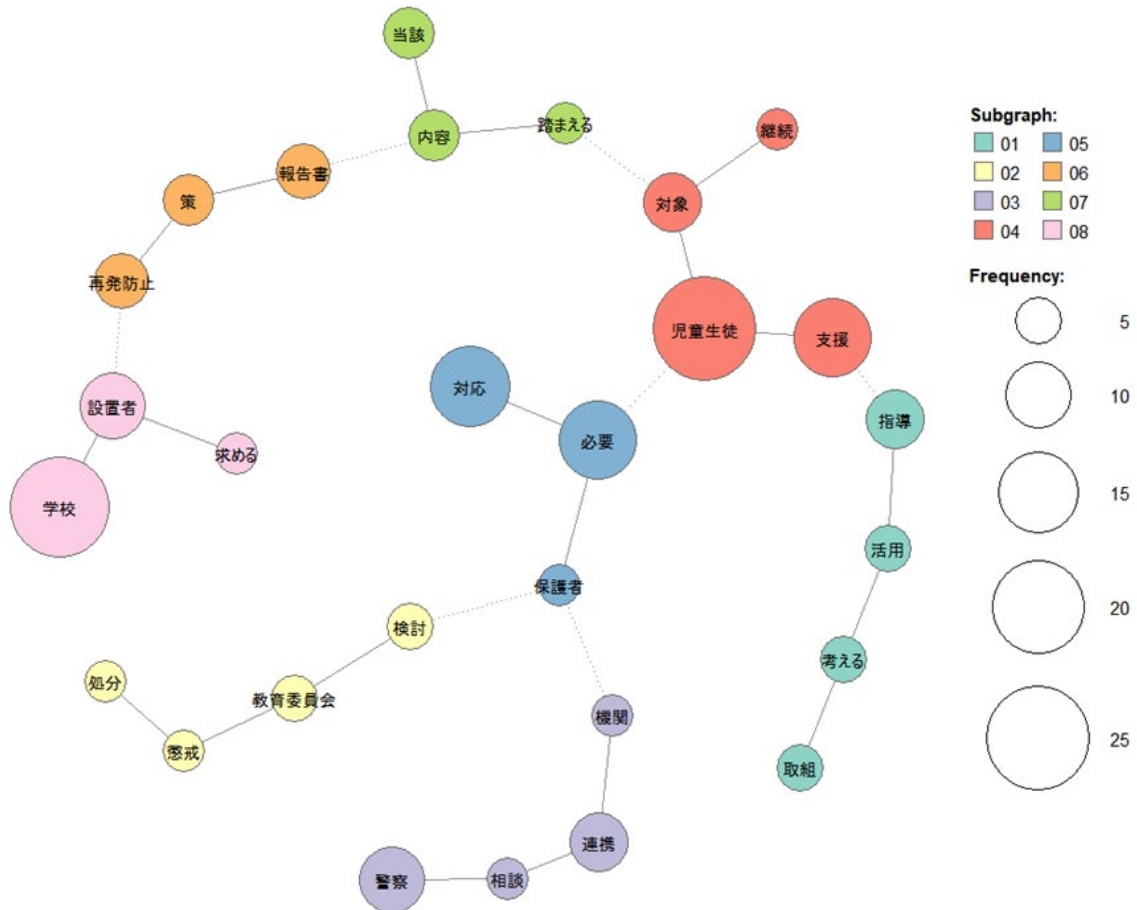 当該
内容
踏まえる
継続
報告書
策
対象
再発防止
児童生徒
支援
対応
設置者
指導
必要
求める
学校
活用
保護者
検討
考える
処分
教育委員会
機関
懲戒
取組
連携
警察
相談
Subgraph:
01 05
02 06
03 07
04 08
Frequency:
5
10
15
20
25